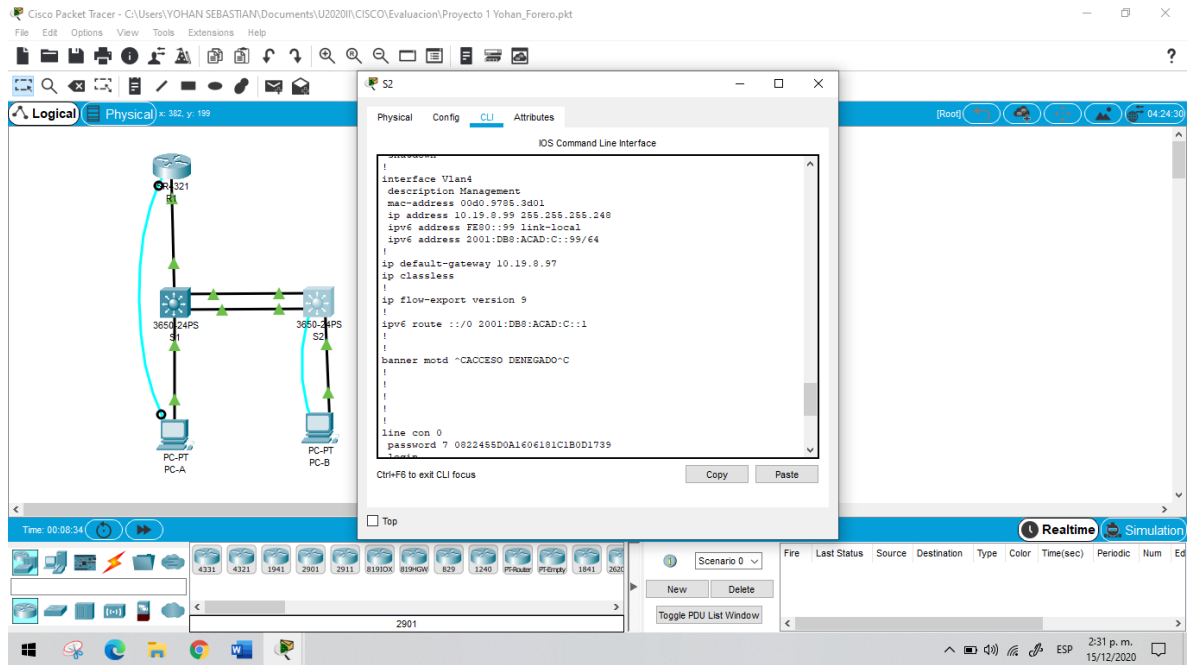 Cisco Packet Tracer - C:\Users\YOHAN SEBASTIAN\Documents\U2020II\CISCO\Evaluacion\Proyecto 1 Yohan_Forero.pkt
File Edit Options View Tools Extensions Help
?
Logical
Physical x: 382, y: 199
[Root]
04:24:30
S2
Physical Config CLI Attributes
IOS Command Line Interface
shutdown
!
interface Vlan4
description Management
mac-address 00d0.9785.3d01
ip address 10.19.8.99 255.255.255.248
ipv6 address FE80::99 link-local
ipv6 address 2001:DB8:ACAD:C::99/64
!
ip default-gateway 10.19.8.97
ip classless
!
ip flow-export version 9
!
ipv6 route ::/0 2001:DB8:ACAD:C::1
!
!
banner motd ^CACCESO DENEGADO^C
!
!
!
!
!
line con 0
password 7 0822455D0A1606181C1B0D1739
login
Ctrl+F6 to exit CLI focus
Copy
Paste
Top
R1
3650-24PS
S1
3650-24PS
S2
PC-PT
PC-A
PC-PT
PC-B
Time: 00:08:34
Realtime
Simulation
4331 4321 1941 2901 2911 819IOX 819HGW 829 1240 PT-Router PT-Empty 1841 262
2901
Scenario 0
New
Delete
Toggle PDU List Window
Fire Last Status Source Destination Type Color Time(sec) Periodic Num Ed
ESP
2:31 p. m.
15/12/2020